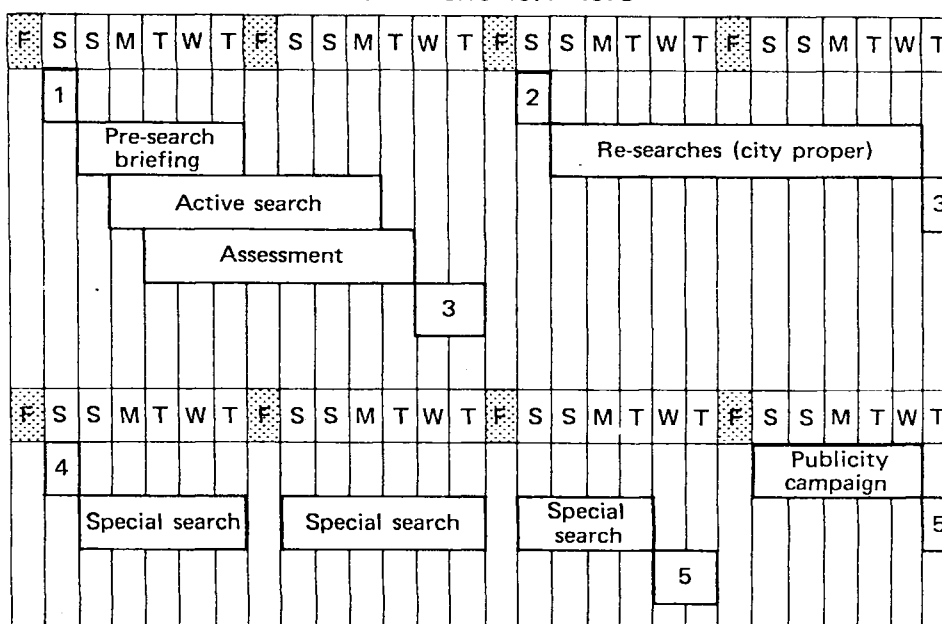 F S S M T W T F S S M T W T F S S M T W T F S S M T W T
1 2
Pre-search
briefing
Re-searches (city proper)
Active search
3
Assessment
3
F S S M T W T F S S M T W T F S S M T W T F S S M T W T
4
Publicity
campaign
Special search Special search Special
search
5
5